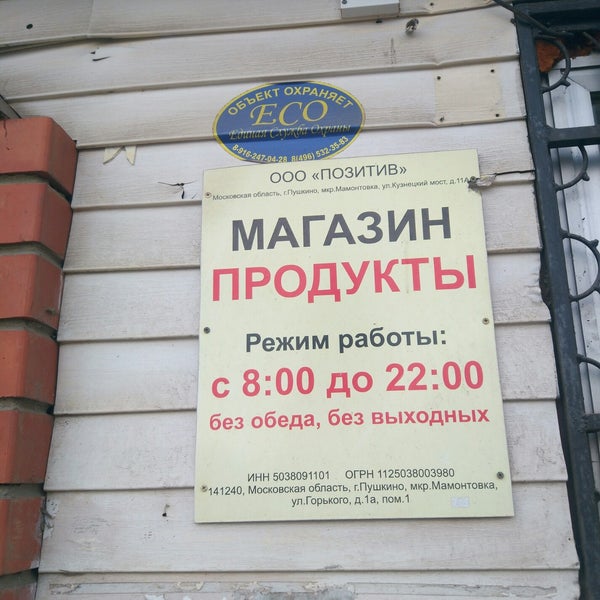 ОБЪЕКТ ОХРАНЯЕТ
ECO
Единая Служба Охраны
8-916-247-04-28 8(496) 532-35-83
ООО «ПОЗИТИВ»
Московская область, г.Пушкино, мкр.Мамонтовка, ул.Кузнецкий мост, д.11А
МАГАЗИН
ПРОДУКТЫ
Режим работы:
с 8:00 до 22:00
без обеда, без выходных
ИНН 5038091101 ОГРН 1125038003980
141240, Московская область, г.Пушкино, мкр.Мамонтовка,
ул.Горького, д.1а, пом.1